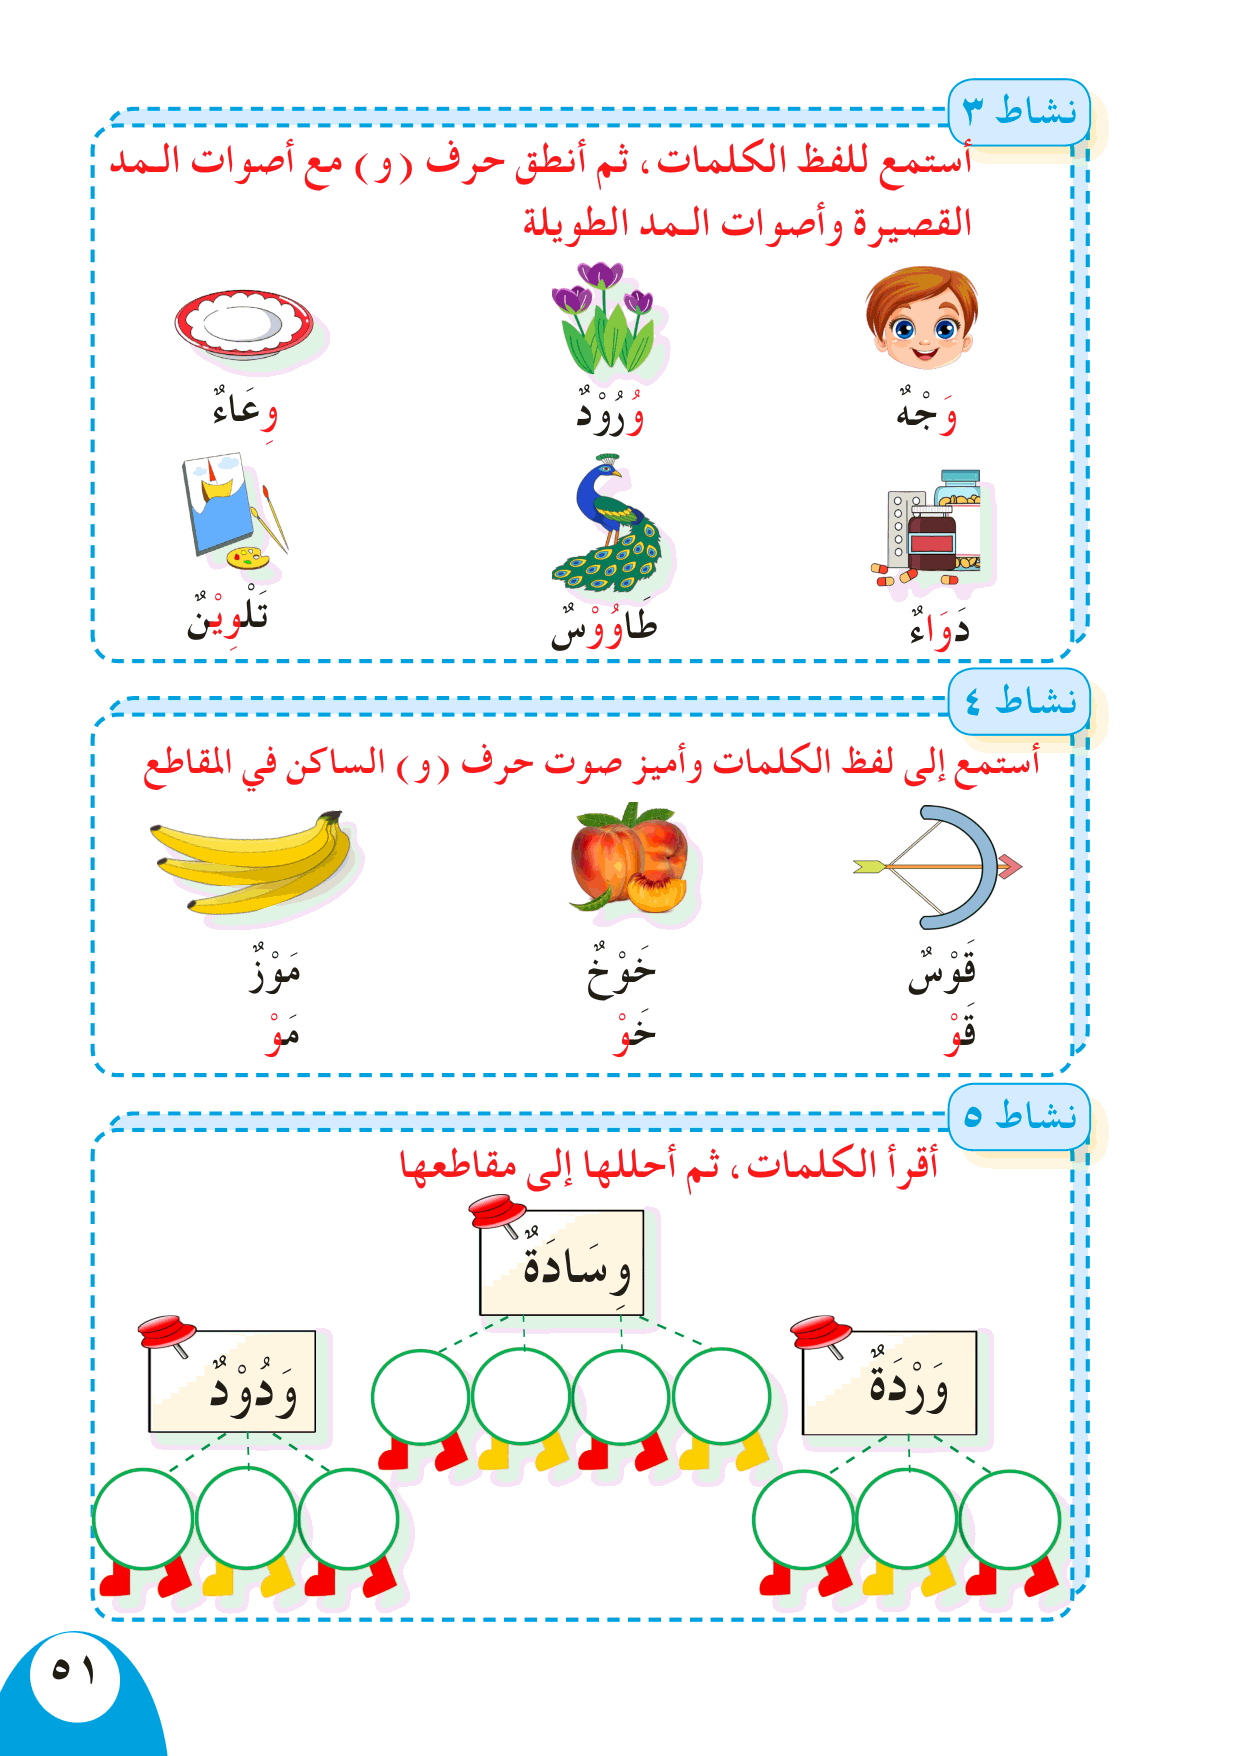 نشاط ٣
أستمع للفظ الكلمات، ثم أنطق حرف (و) مع أصوات المد
القصيرة وأصوات المد الطويلة
وَجْهٌ وُرُوْدٌ وِعَاءٌ
دَوَاءٌ طَاوُوْسٌ تَلْوِيْنٌ
نشاط ٤
أستمع إلى لفظ الكلمات وأميز صوت حرف (و) الساكن في المقاطع
قَوْسٌ خَوْخٌ مَوْزٌ
قَوْ خَوْ مَوْ
نشاط ٥
أقرأ الكلمات، ثم أحللها إلى مقاطعها
وِسَادَةٌ
وَرْدَةٌ وَدُوْدٌ
٥١